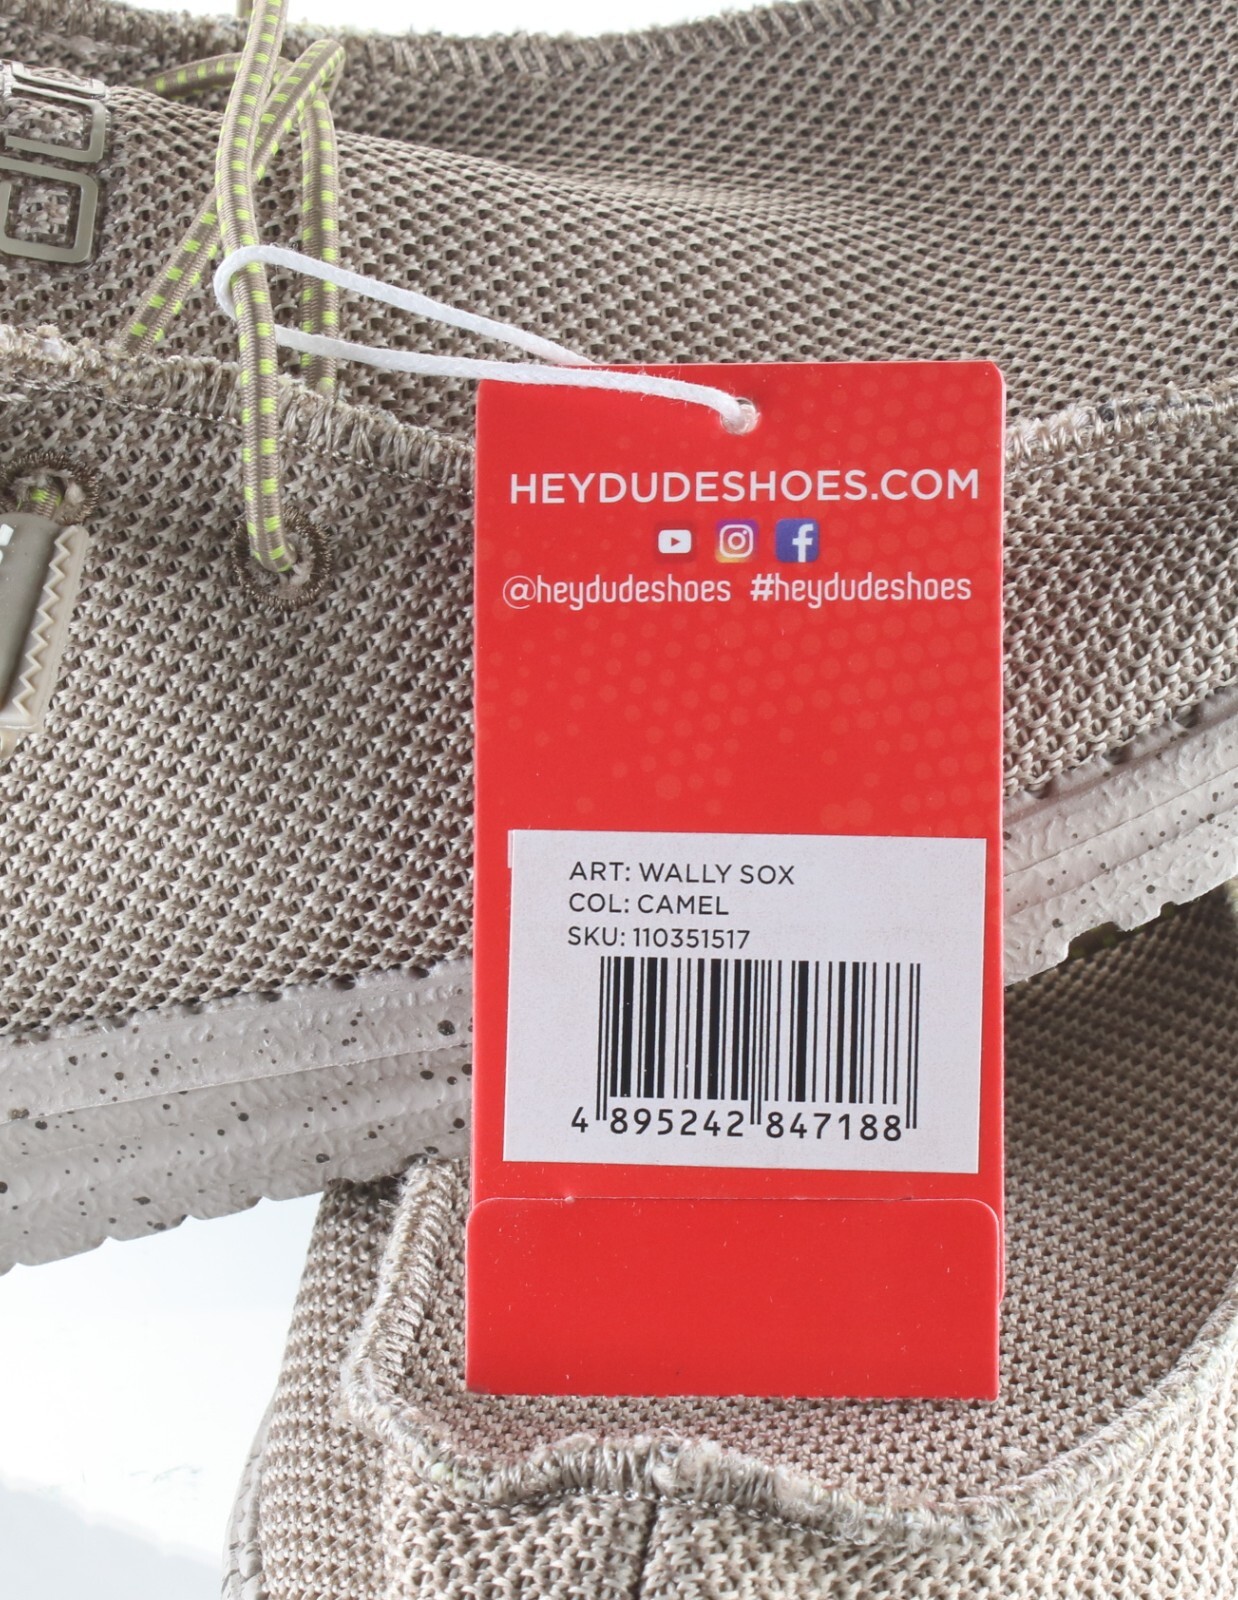 HEYDUDESHOES.COM
@heydudeshoes #heydudeshoes
ART: WALLY SOX
COL: CAMEL
SKU: 110351517
4 895242 847188